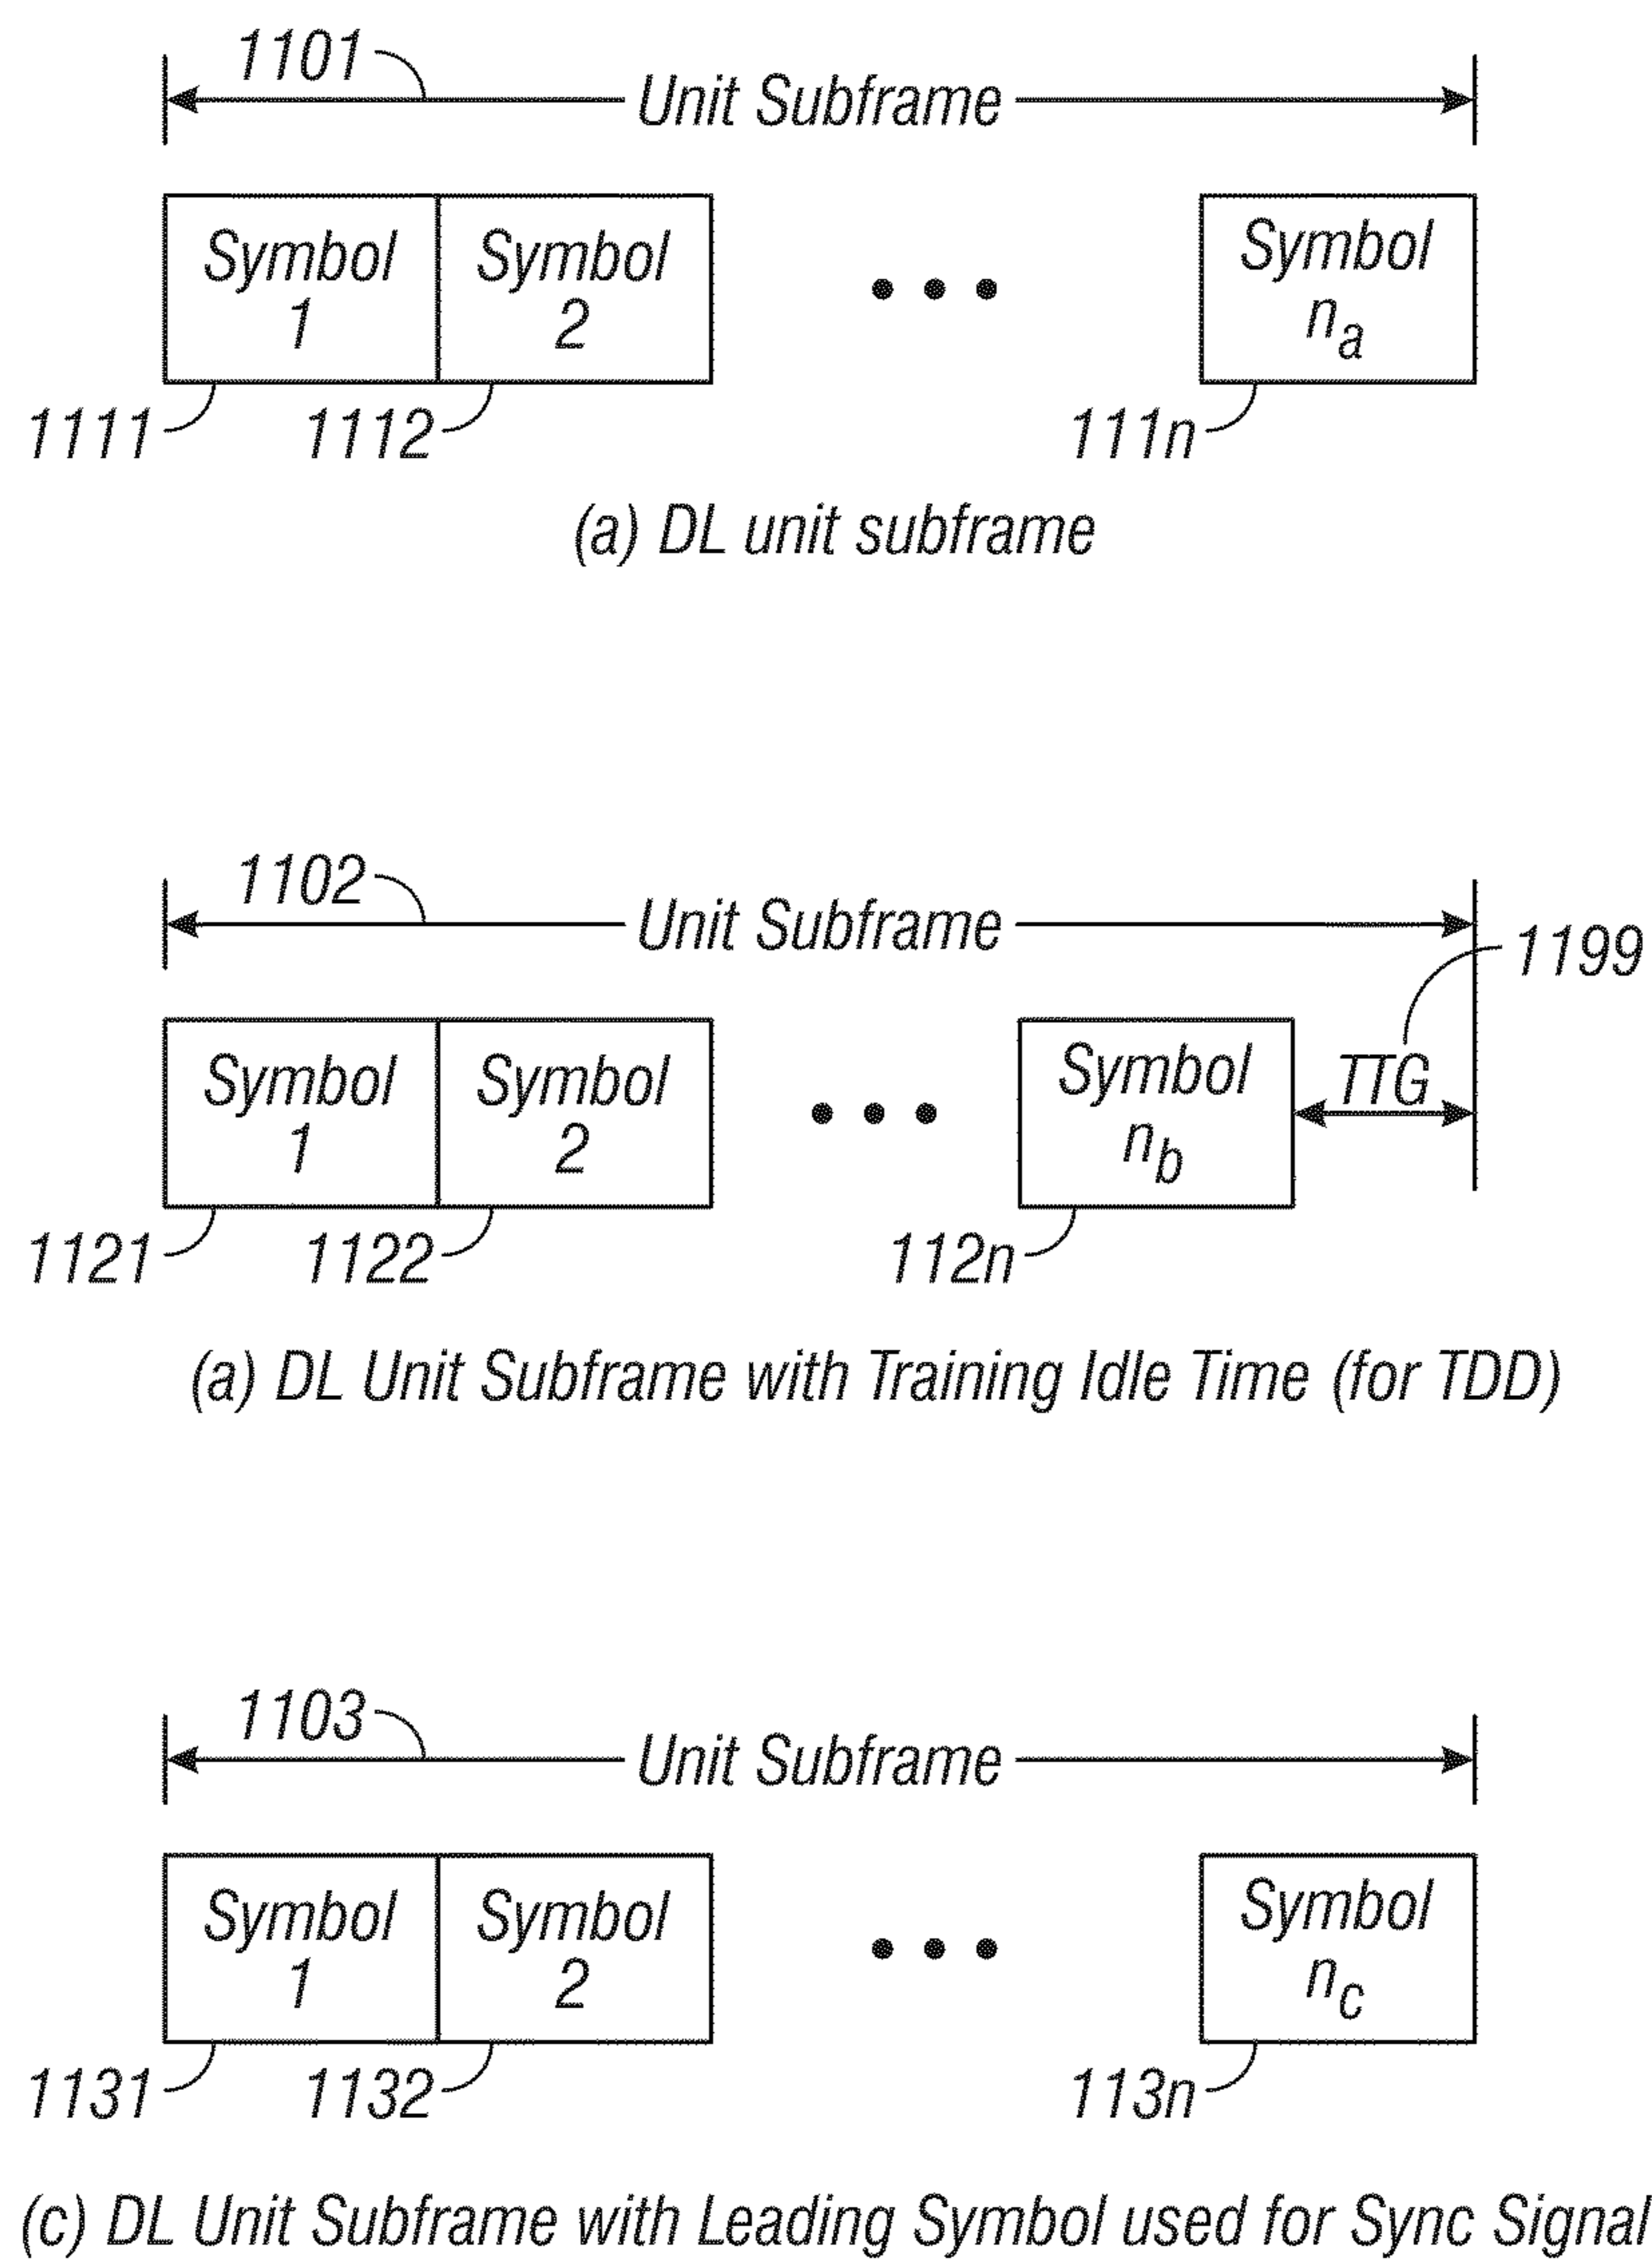 1101
Unit Subframe
Symbol 1
Symbol 2
• • •
Symbol nₐ
1111
1112
111n
(a) DL unit subframe
1102
Unit Subframe
1199
Symbol 1
Symbol 2
• • •
Symbol n_b
TTG
1121
1122
112n
(a) DL Unit Subframe with Training Idle Time (for TDD)
1103
Unit Subframe
Symbol 1
Symbol 2
• • •
Symbol n_c
1131
1132
113n
(c) DL Unit Subframe with Leading Symbol used for Sync Signal